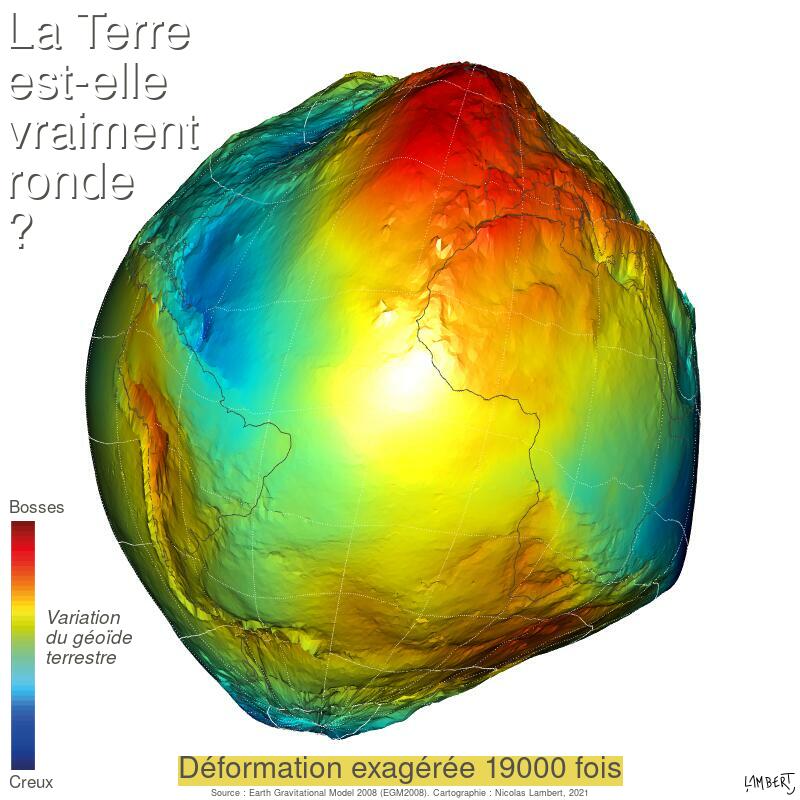 La Terre
est-elle
vraiment
ronde
?
Bosses
Variation
du géoïde
terrestre
Creux
Déformation exagérée 19000 fois
Source : Earth Gravitational Model 2008 (EGM2008). Cartographie : Nicolas Lambert, 2021
LAMBERT